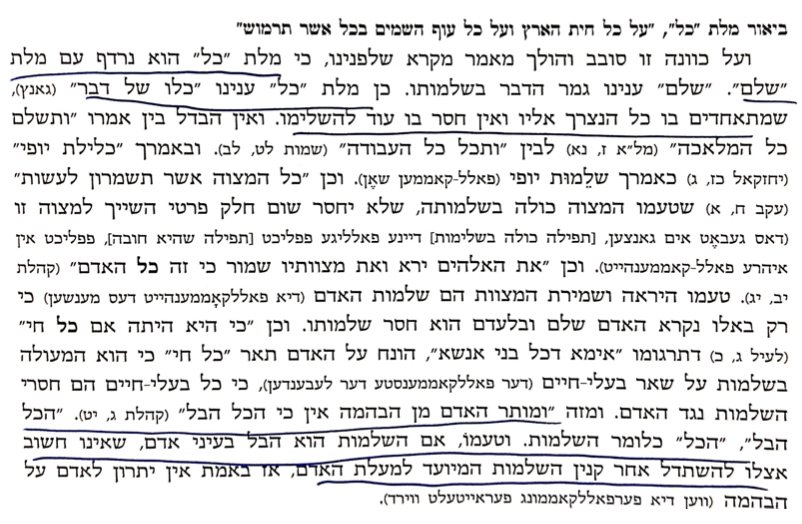 ביאור מלת "כל", "על כל חית הארץ ועל כל עוף השמים בכל אשר תרמוש"
ועל כוונה זו סובב והולך מאמר מקרא שלפנינו, כי מלת "כל" הוא נרדף עם מלת
"שלם". "שלם" ענינו גמר הדבר בשלמותו. כן מלת "כל" ענינו "כלו של דבר" (גאנץ),
שמתאחדים בו כל הנצרך אליו ואין חסר בו עוד להשלימו. ואין הבדל בין אמרו "ותשלם
כל המלאכה" (מל"א ז, נא) לבין "ותכל כל העבודה" (שמות לט, לב). ובאמרך "כלילת יופי"
(יחזקאל כז, ג) כאמרך שלֵמוּת יופי (פאללקאממען שאֶן). וכן "כל המצוה אשר תשמרון לעשות"
(עקב ח, א) שטעמו המצוה כולה בשלמותה, שלא יחסר שום חלק פרטי השייך למצוה זו
(דאס געבאָט אים גאנצען, [תפילה כולה בשלימות] דיינע פאלליגע פפליכט [תפילה שהיא חובה], פפליכט אין
איהרע פאלל-קאממענהייט). וכן "את האלהים ירא ואת מצוותיו שמור כי זה כל האדם" (קהלת
יב, יג). טעמו היראה ושמירת המצוות הם שלמות האדם (דיא פאללקאָממענהייט דעס מענשען) כי
רק באלו נקרא האדם שלם ובלעדם הוא חסר שלמותו. וכן "כי היא היתה אם כל חי"
(לעיל ג, כ) דתרגומו "אימא דכל בני אנשא", הונח על האדם תאר "כל חי" כי הוא המעולה
בשלמות על שאר בעלי-חיים (דער פאללקאממענסטע דער לעבענדען), כי כל בעלי-חיים הם חסרי
השלמות נגד האדם. ומזה "ומותר האדם מן הבהמה אין כי הכל הבל" (קהלת ג, יט). "הכל
הבל", "הכל" כלומר השלמות. וטעמו, אם השלמות הוא הבל בעיני אדם, שאינו חשוב
אצלו להשתדל אחר קנין השלמות המיועד למעלת האדם, אז באמת אין יתרון לאדם על
הבהמה (ווען דיא פערפאללקאממונג פעראייטעלט ווירד).